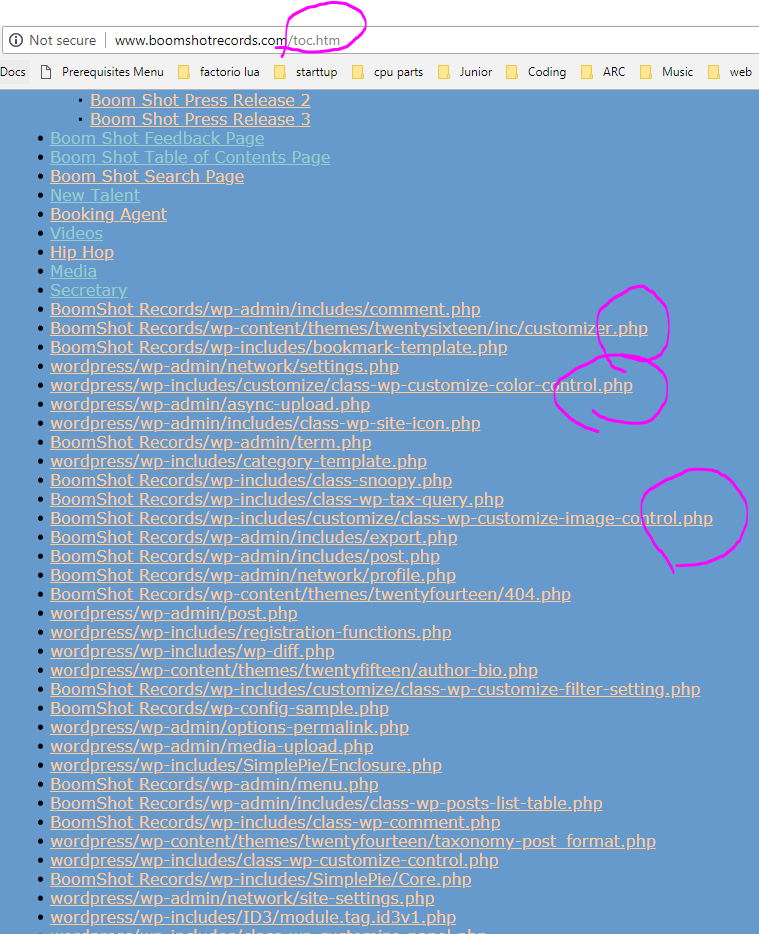 Not secure | www.boomshotrecords.com/toc.htm
Docs Prerequisites Menu factorio lua starttup cpu parts Junior Coding ARC Music web
Boom Shot Press Release 2
Boom Shot Press Release 3
Boom Shot Feedback Page
Boom Shot Table of Contents Page
Boom Shot Search Page
New Talent
Booking Agent
Videos
Hip Hop
Media
Secretary
BoomShot Records/wp-admin/includes/comment.php
BoomShot Records/wp-content/themes/twentysixteen/inc/customizer.php
BoomShot Records/wp-includes/bookmark-template.php
wordpress/wp-admin/network/settings.php
wordpress/wp-includes/customize/class-wp-customize-color-control.php
wordpress/wp-admin/async-upload.php
wordpress/wp-admin/includes/class-wp-site-icon.php
BoomShot Records/wp-admin/term.php
wordpress/wp-includes/category-template.php
BoomShot Records/wp-includes/class-snoopy.php
BoomShot Records/wp-includes/class-wp-tax-query.php
BoomShot Records/wp-includes/customize/class-wp-customize-image-control.php
BoomShot Records/wp-admin/includes/export.php
BoomShot Records/wp-admin/includes/post.php
BoomShot Records/wp-admin/network/profile.php
BoomShot Records/wp-content/themes/twentyfourteen/404.php
wordpress/wp-admin/post.php
wordpress/wp-includes/registration-functions.php
wordpress/wp-includes/wp-diff.php
wordpress/wp-content/themes/twentyfifteen/author-bio.php
BoomShot Records/wp-includes/customize/class-wp-customize-filter-setting.php
BoomShot Records/wp-config-sample.php
wordpress/wp-admin/options-permalink.php
wordpress/wp-admin/media-upload.php
wordpress/wp-includes/SimplePie/Enclosure.php
BoomShot Records/wp-admin/menu.php
BoomShot Records/wp-admin/includes/class-wp-posts-list-table.php
BoomShot Records/wp-includes/class-wp-comment.php
wordpress/wp-content/themes/twentyfourteen/taxonomy-post_format.php
wordpress/wp-includes/class-wp-customize-control.php
BoomShot Records/wp-includes/SimplePie/Core.php
wordpress/wp-admin/network/site-settings.php
wordpress/wp-includes/ID3/module.tag.id3v1.php